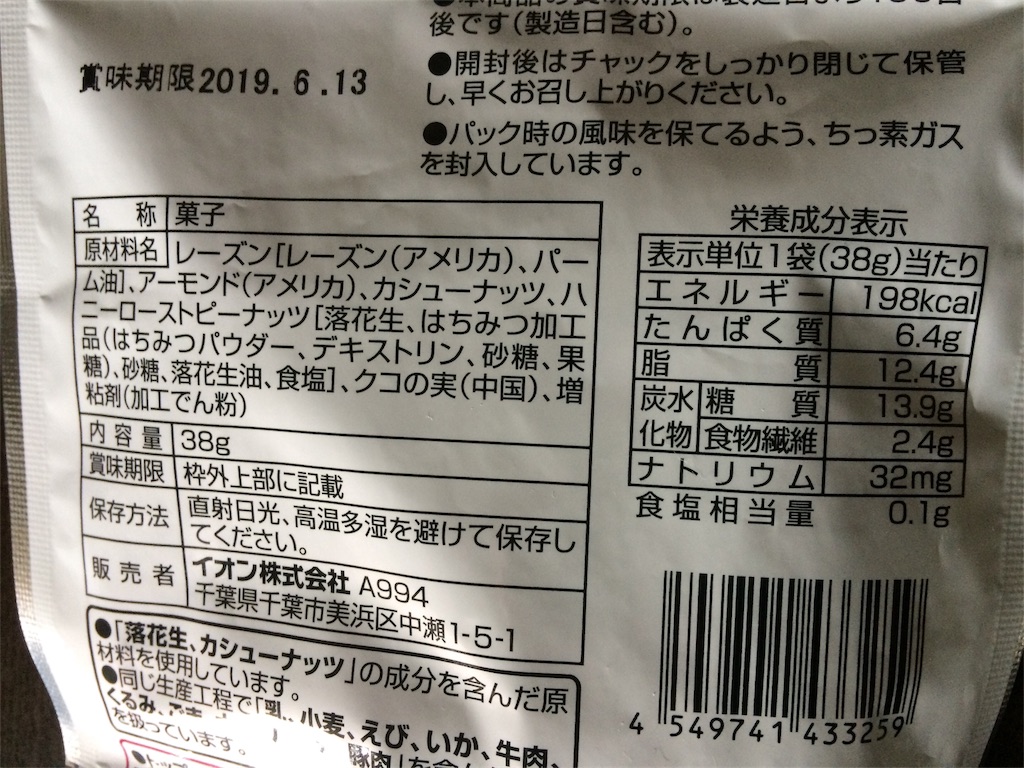 後です(製造日含む)。
●開封後はチャックをしっかり閉じて保管
し、早くお召し上がりください。
●パック時の風味を保てるよう、ちっ素ガス
を封入しています。
賞味期限2019.6.13
名称 菓子
原材料名 レーズン[レーズン(アメリカ)、パー
ム油]、アーモンド(アメリカ)、カシューナッツ、ハ
ニーローストピーナッツ[落花生、はちみつ加工
品(はちみつパウダー、デキストリン、砂糖、果
糖)、砂糖、落花生油、食塩]、クコの実(中国)、増
粘剤(加工でん粉)
内容量 38g
賞味期限 枠外上部に記載
保存方法 直射日光、高温多湿を避けて保存し
てください。
販売者 イオン株式会社 A994
千葉県千葉市美浜区中瀬1-5-1
●「落花生、カシューナッツ」の成分を含んだ原
材料を使用しています。
●同じ生産工程で「乳、小麦、えび、いか、牛肉、
くるみ、豚肉」を含
を扱っています。
栄養成分表示
表示単位1袋(38g)当たり
エネルギー 198kcal
たんぱく質 6.4g
脂質 12.4g
炭水化物 糖質 13.9g
食物繊維 2.4g
ナトリウム 32mg
食塩相当量 0.1g
4 549741 433259